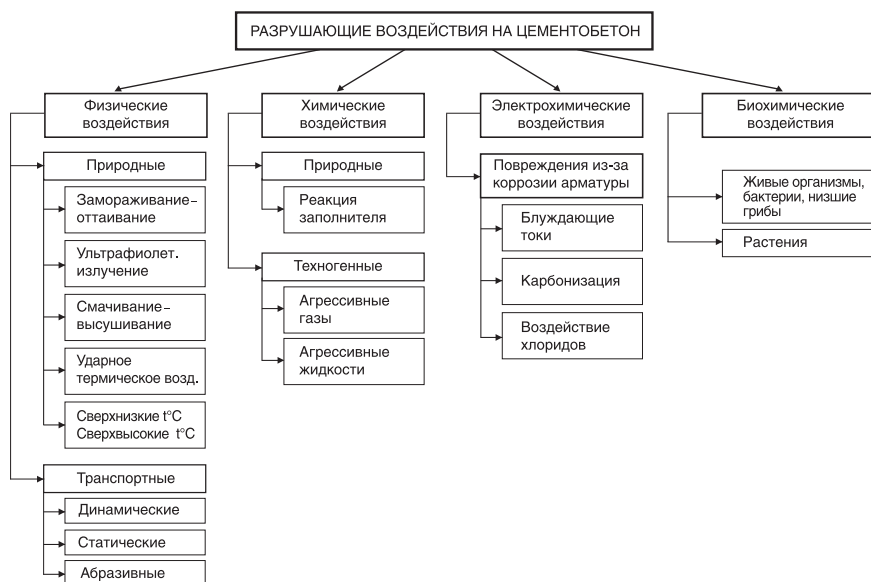 РАЗРУШАЮЩИЕ ВОЗДЕЙСТВИЯ НА ЦЕМЕНТОБЕТОН
Физические
воздействия
Природные
Замораживание–
оттаивание
Ультрафиолет.
излучение
Смачивание–
высушивание
Ударное
термическое возд.
Сверхнизкие t°C
Сверхвысокие t°C
Транспортные
Динамические
Статические
Абразивные
Химические
воздействия
Природные
Реакция
заполнителя
Техногенные
Агрессивные
газы
Агрессивные
жидкости
Электрохимические
воздействия
Повреждения из-за
коррозии арматуры
Блуждающие
токи
Карбонизация
Воздействие
хлоридов
Биохимические
воздействия
Живые организмы,
бактерии, низшие
грибы
Растения